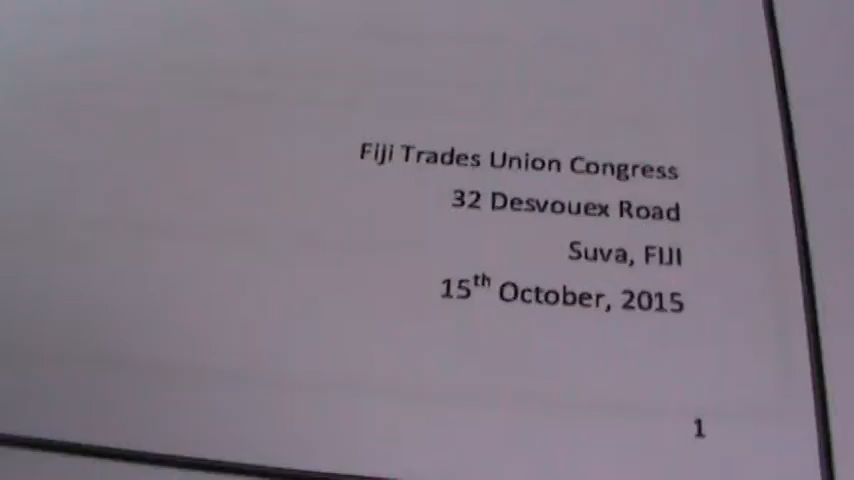 Fiji Trades Union Congress
32 Desvouex Road
Suva, FIJI
15th October, 2015
1